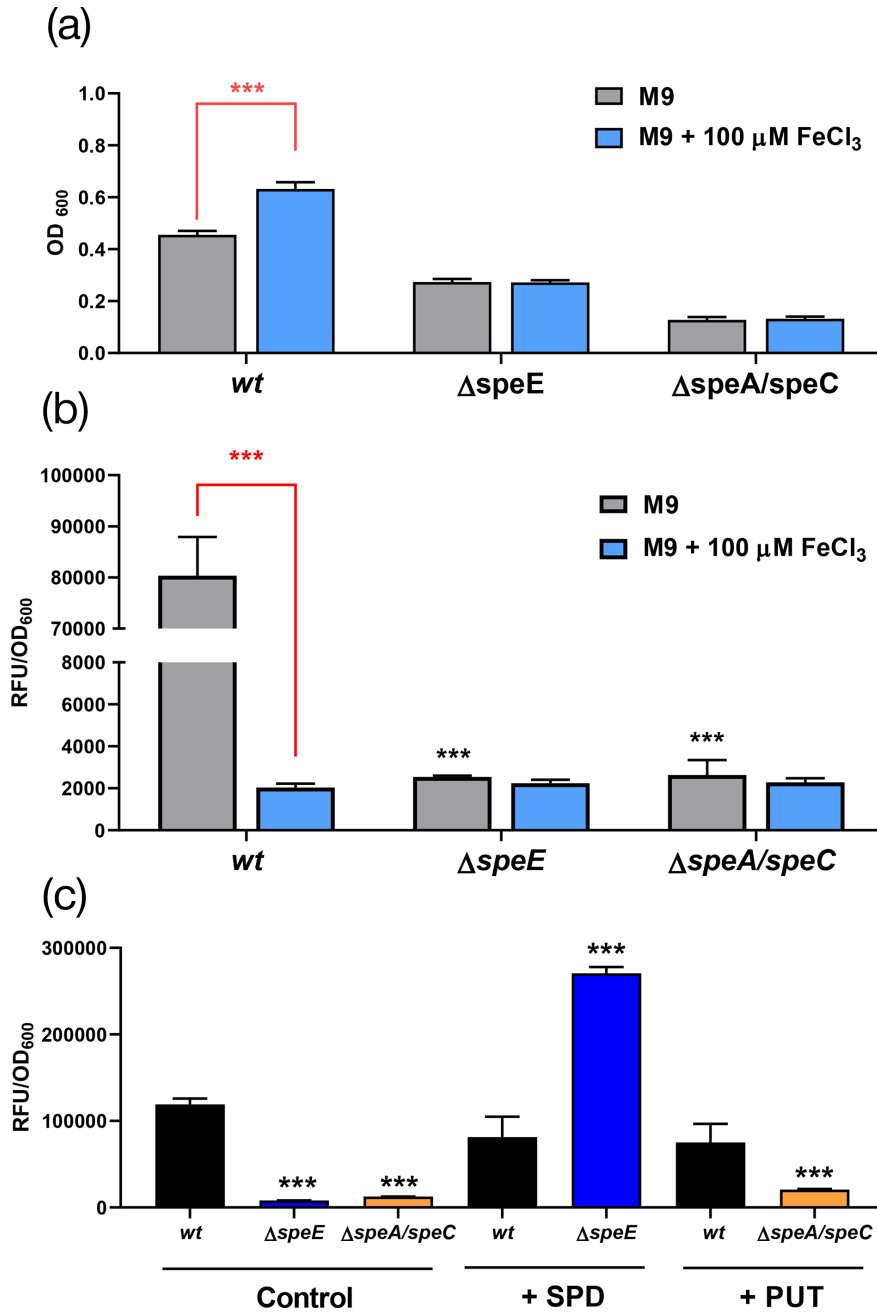 (a)
***
1.0
0.8
0.6
0.4
0.2
0.0
OD 600
M9
M9 + 100 μM FeCl3
wt
ΔspeE
ΔspeA/speC
(b)
***
100000
90000
80000
70000
8000
6000
4000
2000
0
RFU/OD600
M9
M9 + 100 μM FeCl3
***
***
wt
ΔspeE
ΔspeA/speC
(c)
300000
200000
100000
0
RFU/OD600
***
***
***
***
wt ΔspeE ΔspeA/speC wt ΔspeE wt ΔspeA/speC
Control + SPD + PUT